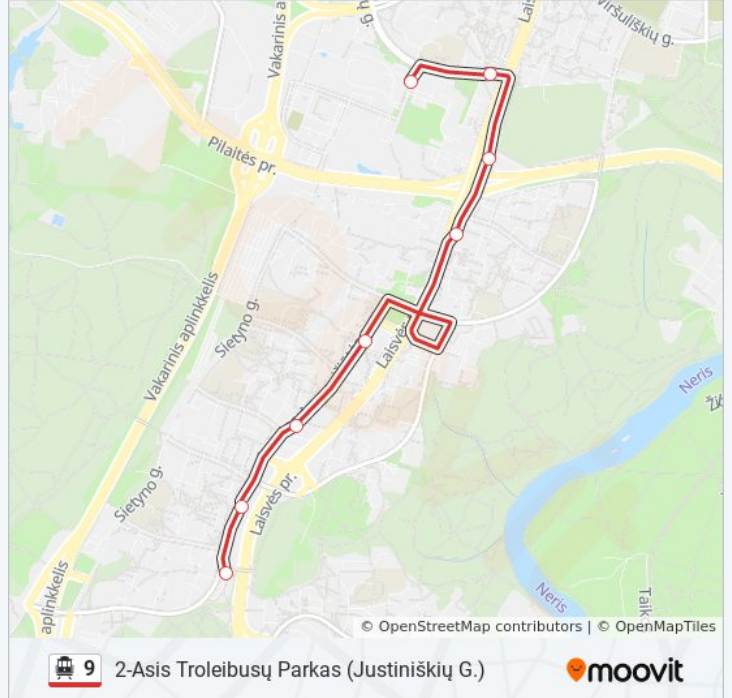 Viršuliškių g.
Vakarinis a
Pilaitės pr.
Vakarinis aplinkkelis
Sietyno g.
Laisvės
Neris
Sietyno g.
Laisvės pr.
Neris
aplinkkelis
Taik
© OpenStreetMap contributors | © OpenMapTiles
9 2-Asis Troleibusų Parkas (Justiniškių G.) moovit